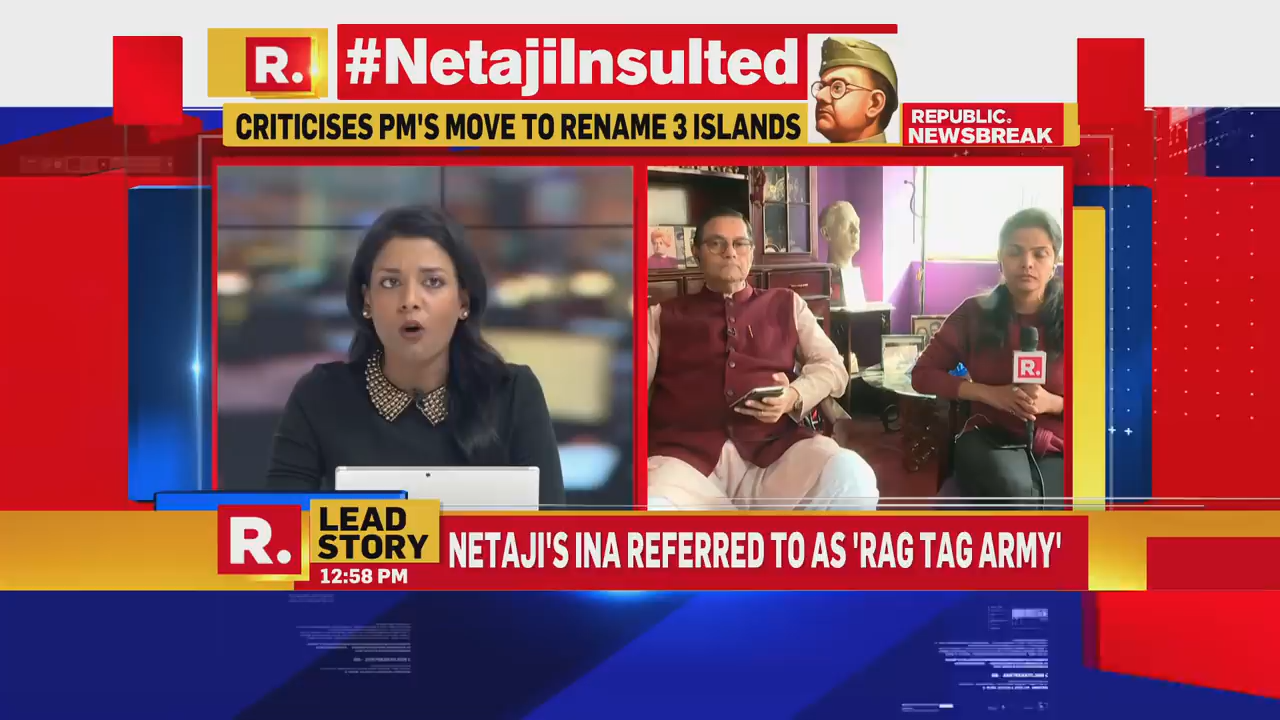 R.
#NetajiInsulted
CRITICISES PM'S MOVE TO RENAME 3 ISLANDS
REPUBLIC.
NEWSBREAK
R.
R.
LEAD
STORY
12:58 PM
NETAJI'S INA REFERRED TO AS 'RAG TAG ARMY'